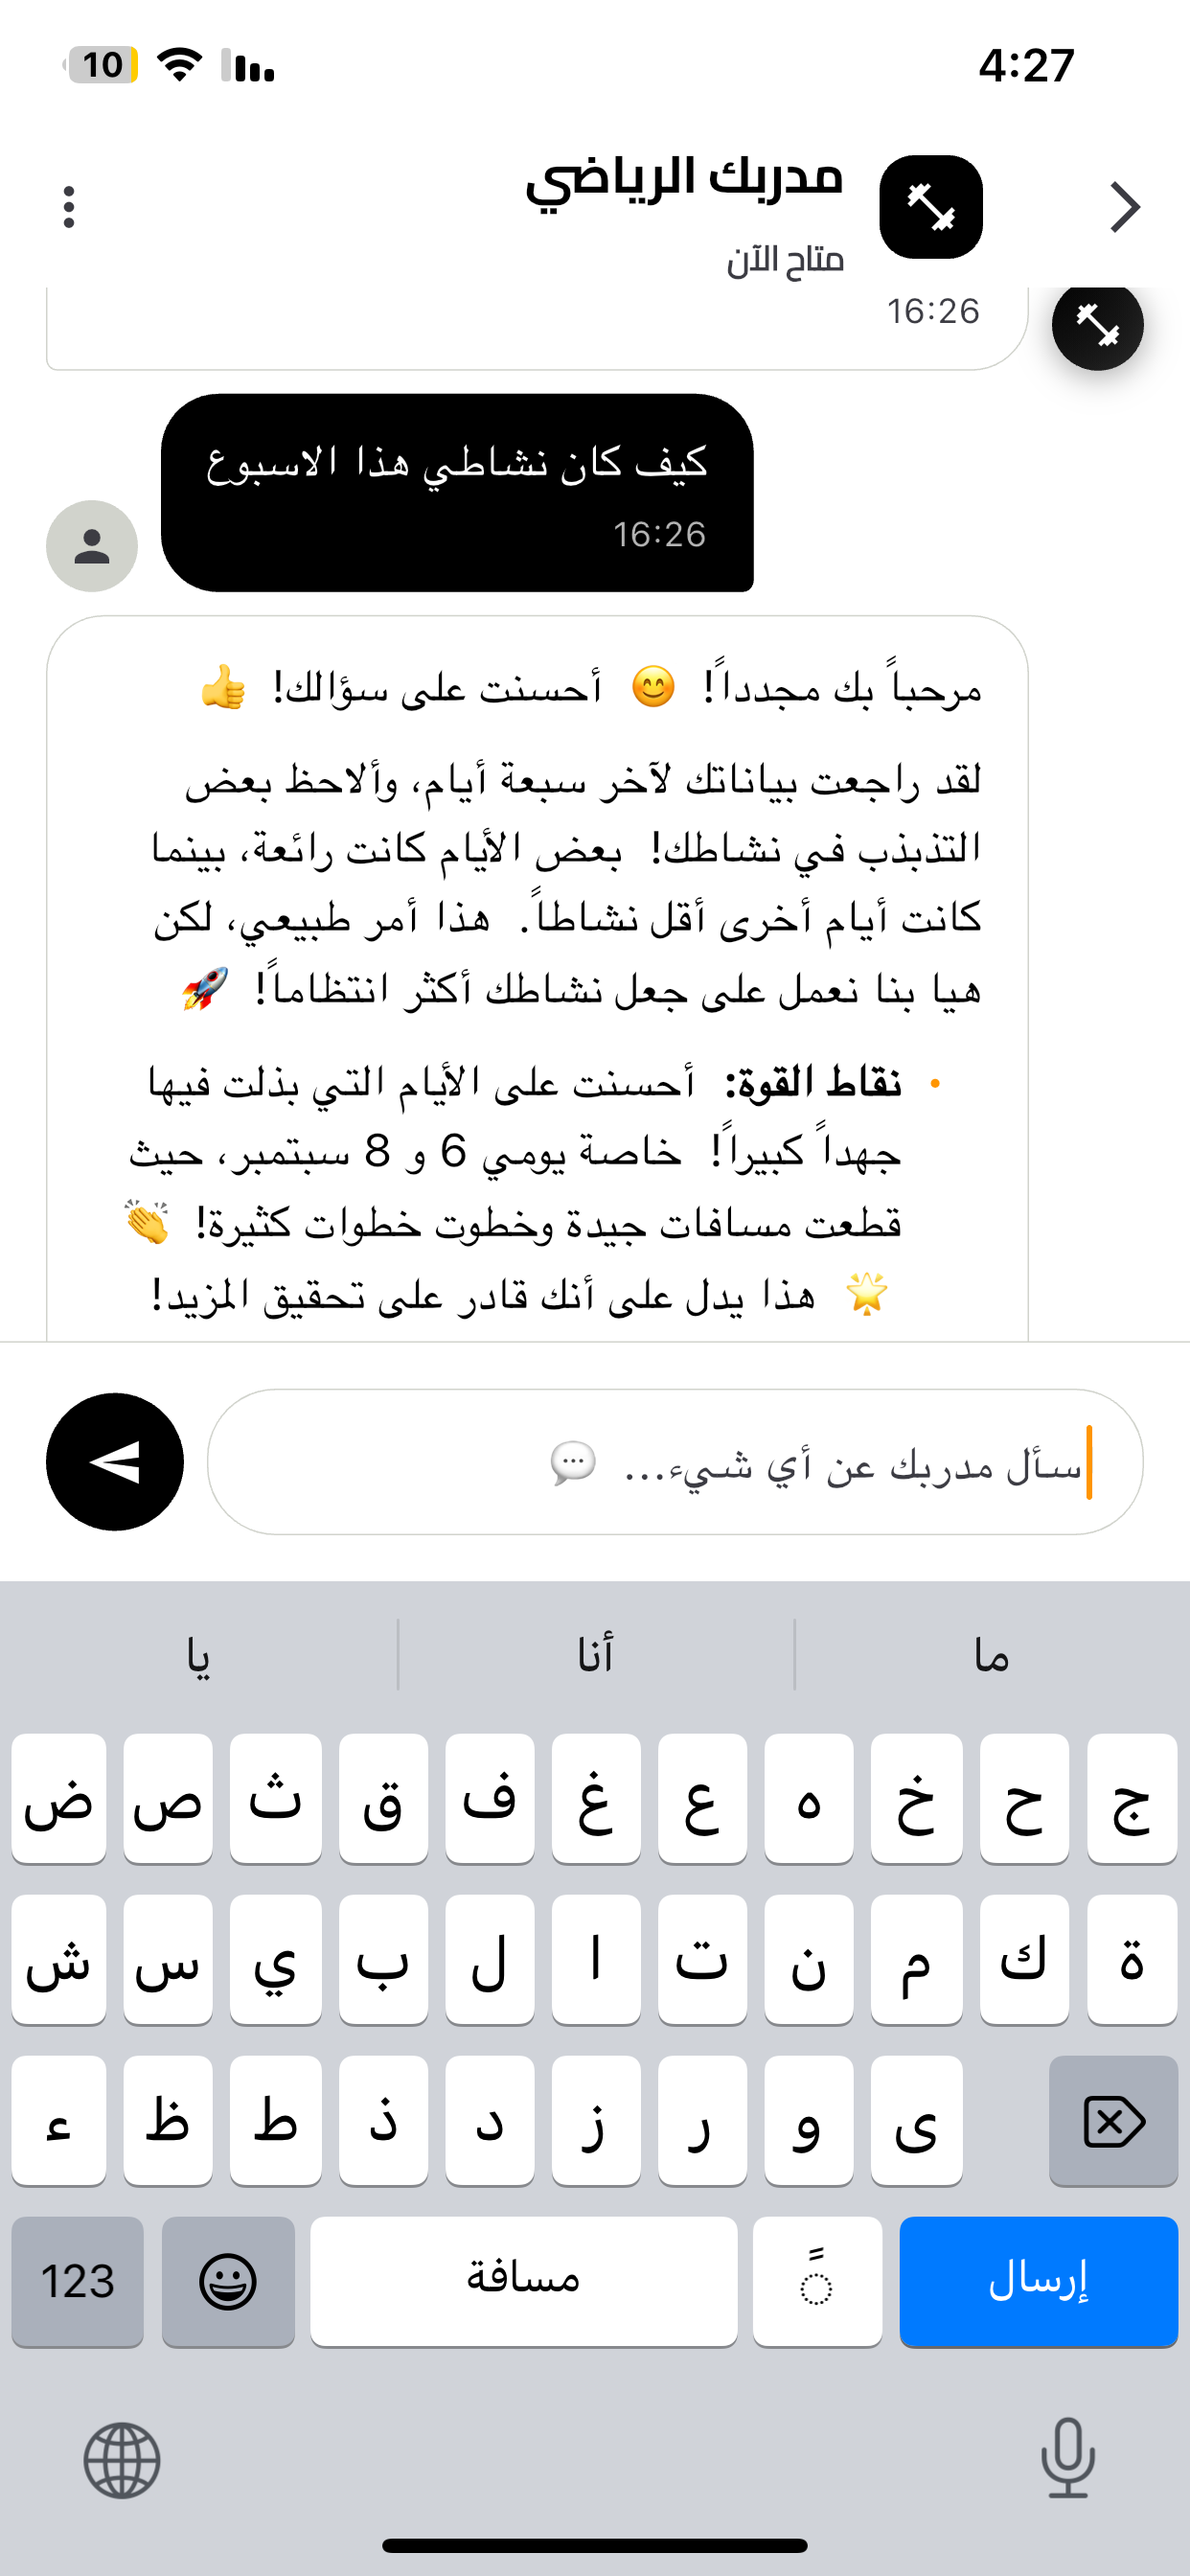 10
4:27
مدربك الرياضي
متاح الآن
16:26
كيف كان نشاطي هذا الاسبوع
16:26
مرحباً بك مجدداً! 😊 أحسنت على سؤالك! 👍
لقد راجعت بياناتك لآخر سبعة أيام، وألاحظ بعض
التذبذب في نشاطك! بعض الأيام كانت رائعة، بينما
كانت أيام أخرى أقل نشاطاً. هذا أمر طبيعي، لكن
هيا بنا نعمل على جعل نشاطك أكثر انتظاماً! 🚀
• نقاط القوة: أحسنت على الأيام التي بذلت فيها
جهداً كبيراً! خاصة يومي 6 و 8 سبتمبر، حيث
قطعت مسافات جيدة وخطوت خطوات كثيرة! 👏
🌟 هذا يدل على أنك قادر على تحقيق المزيد!
سأل مدربك عن أي شيء... 💬
ما أنا يا
ج ح خ ه ع غ ف ق ث ص ض
ة ك م ن ت ا ل ب ي س ش
ى و ر ز د ذ ط ظ ء
إرسال ً مسافة 123